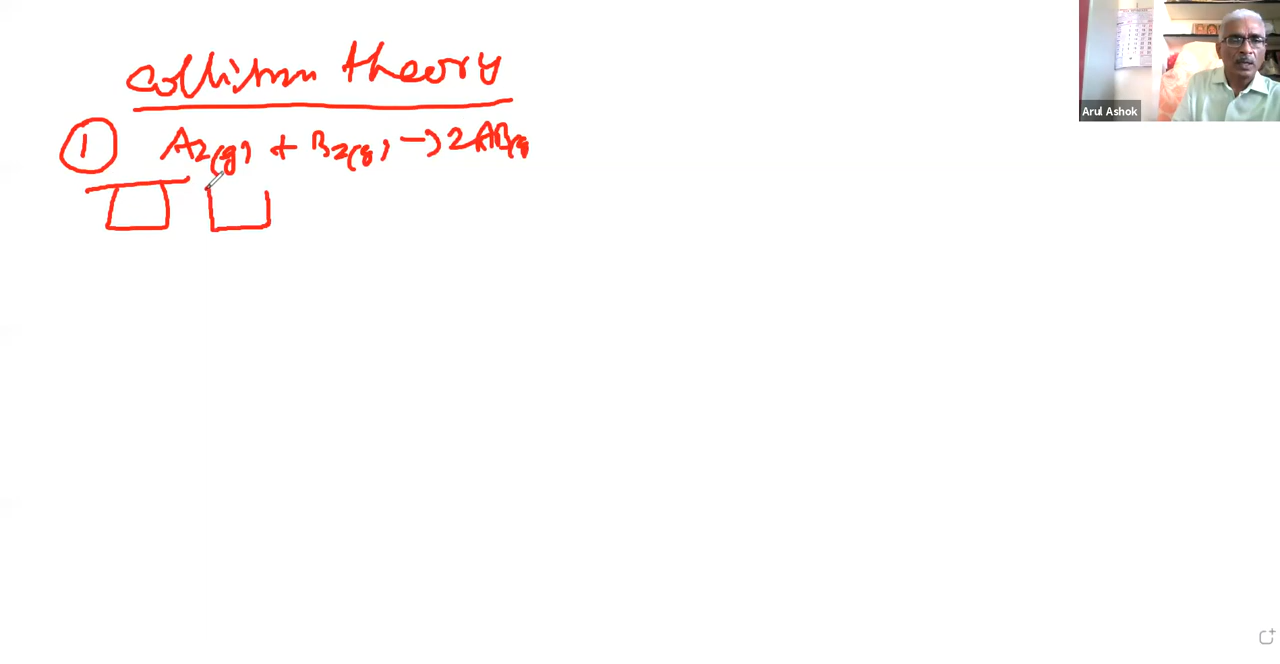 Collision theory
① A2(g) + B2(g) → 2AB(g
Arul Ashok